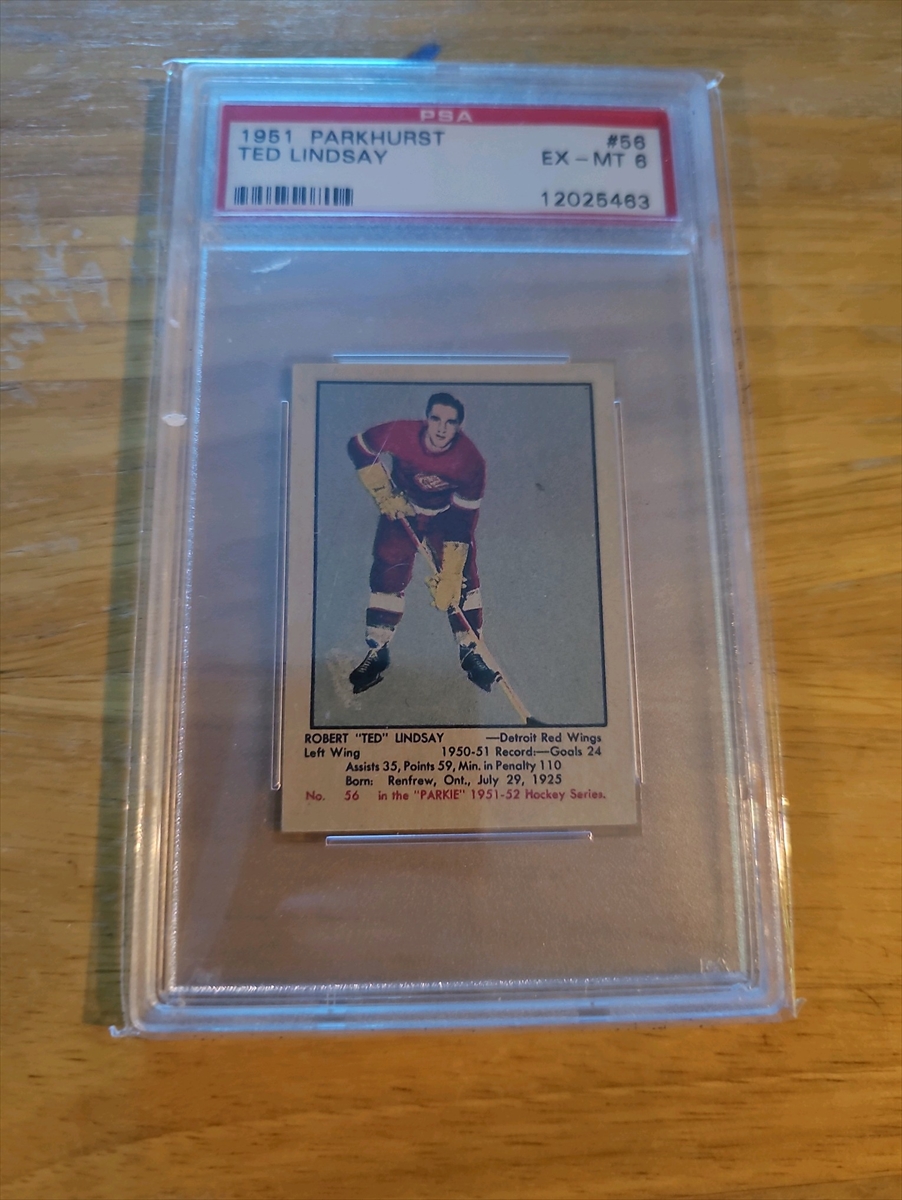 PSA
1951 PARKHURST #56
TED LINDSAY EX-MT 6
12025463
ROBERT "TED" LINDSAY —Detroit Red Wings
Left Wing 1950-51 Record:—Goals 24
Assists 35, Points 59, Min. in Penalty 110
Born: Renfrew, Ont., July 29, 1925
No. 56 in the "PARKIE" 1951-52 Hockey Series.